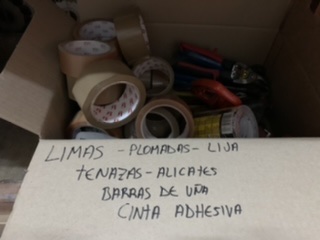 LIMAS - PLOMADAS - LIJA
TENAZAS - ALICATES
BARRAS DE UÑA
CINTA ADHESIVA